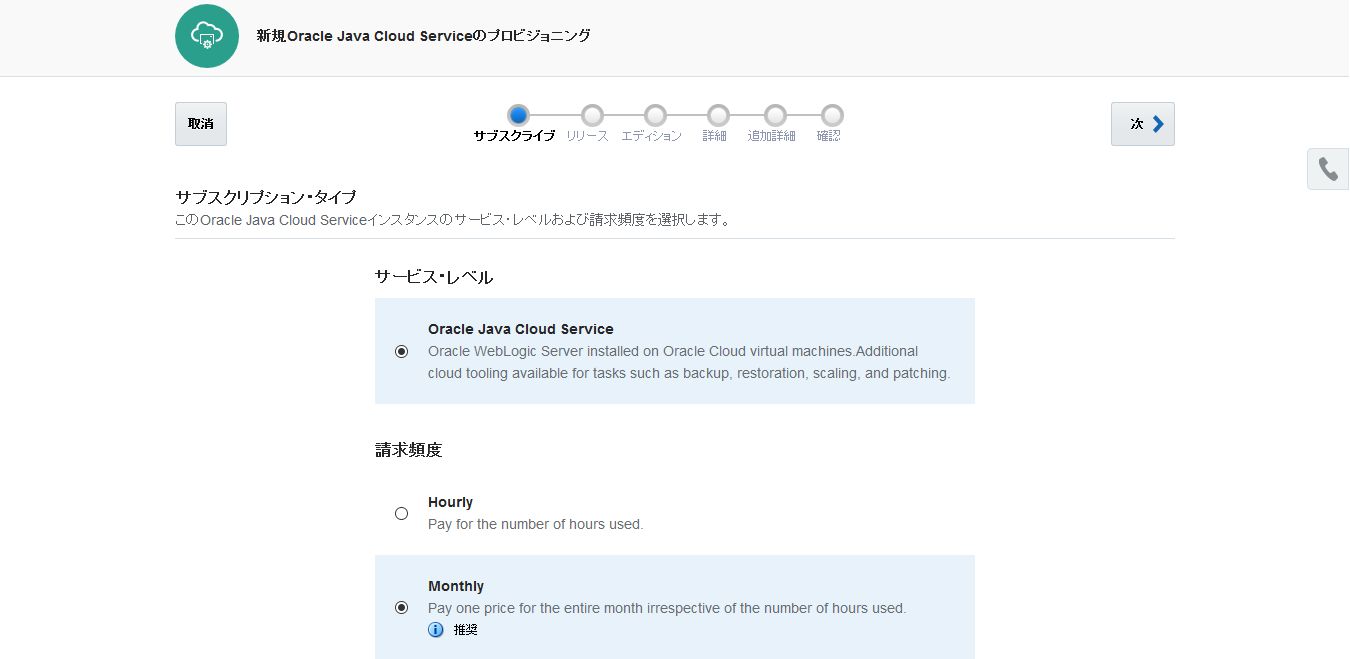 新規Oracle Java Cloud Serviceのプロビジョニング
取消
サブスクライブ リリース エディション 詳細 追加詳細 確認
次
サブスクリプション・タイプ
このOracle Java Cloud Serviceインスタンスのサービス・レベルおよび請求頻度を選択します。
サービス・レベル
Oracle Java Cloud Service
Oracle WebLogic Server installed on Oracle Cloud virtual machines.Additional
cloud tooling available for tasks such as backup, restoration, scaling, and patching.
請求頻度
Hourly
Pay for the number of hours used.
Monthly
Pay one price for the entire month irrespective of the number of hours used.
推奨